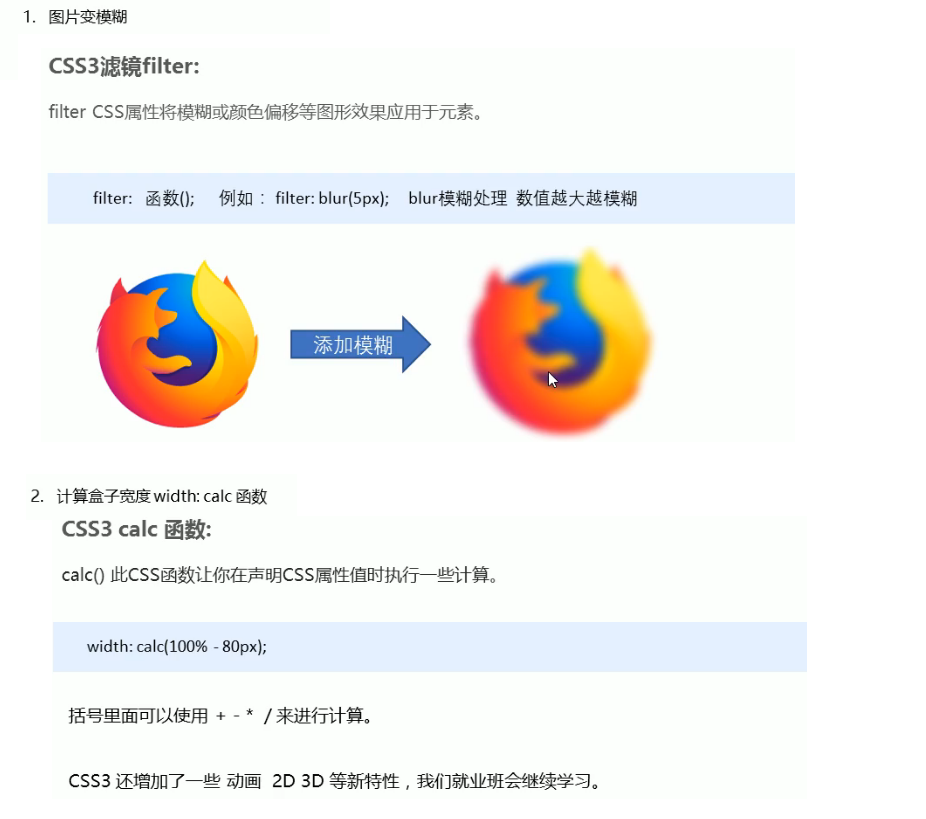 1. 图片变模糊
CSS3滤镜filter:
filter CSS属性将模糊或颜色偏移等图形效果应用于元素。
filter: 函数(); 例如： filter: blur(5px); blur模糊处理 数值越大越模糊
添加模糊
2. 计算盒子宽度 width: calc 函数
CSS3 calc 函数:
calc() 此CSS函数让你在声明CSS属性值时执行一些计算。
width: calc(100% - 80px);
括号里面可以使用 + - * / 来进行计算。
CSS3 还增加了一些 动画 2D 3D 等新特性，我们就业班会继续学习。